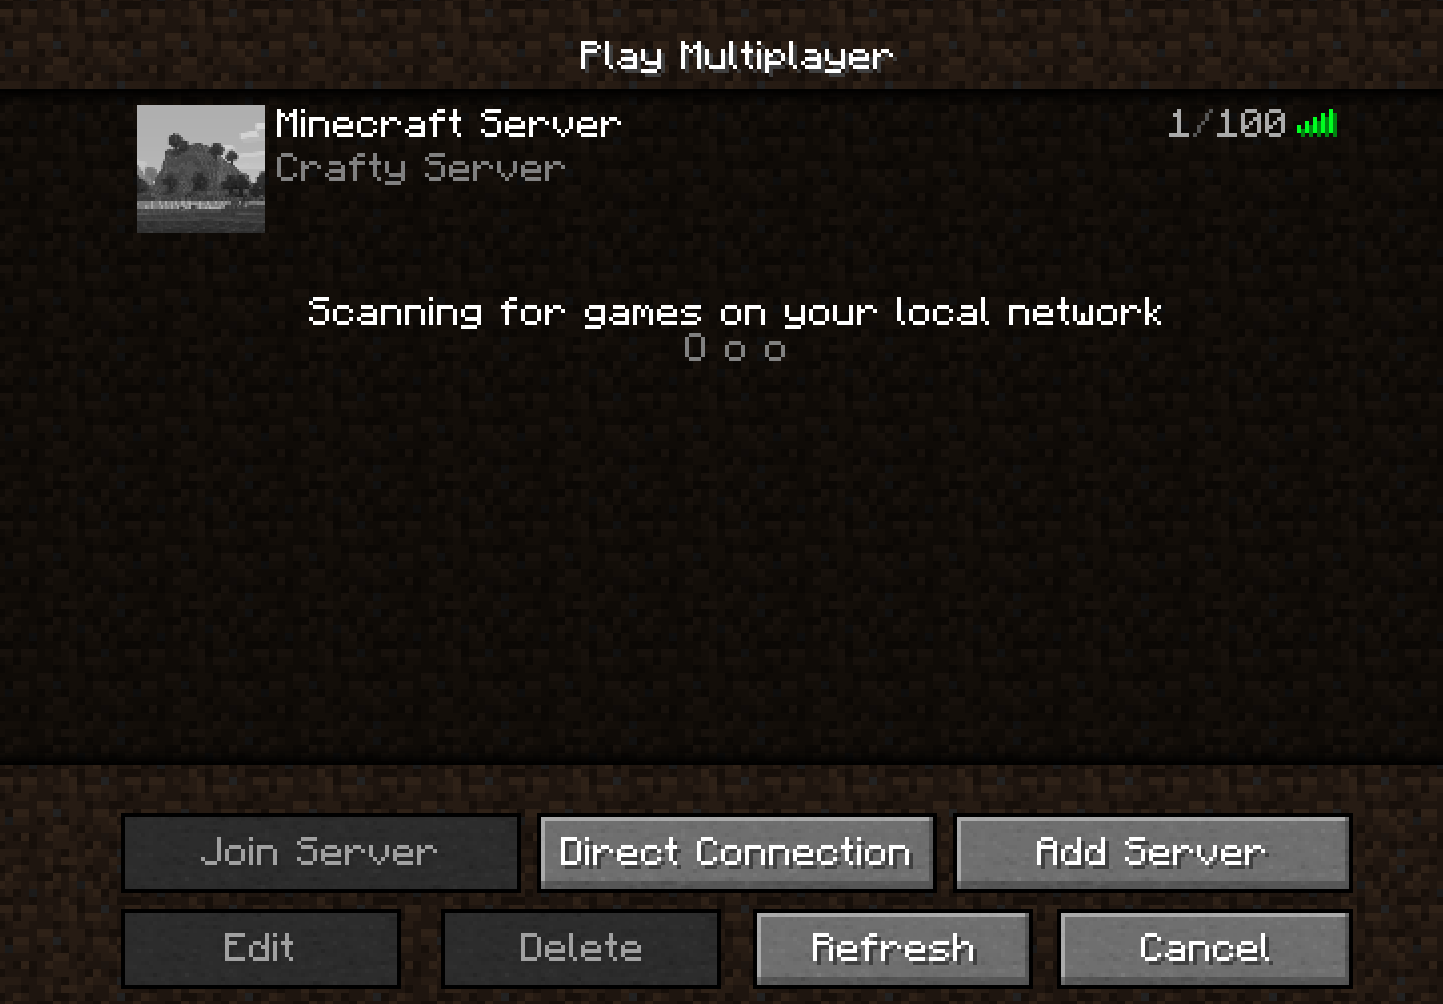 Play Multiplayer
Minecraft Server
1/100
Crafty Server
Scanning for games on your local network
O o o
Join Server
Direct Connection
Add Server
Edit
Delete
Refresh
Cancel